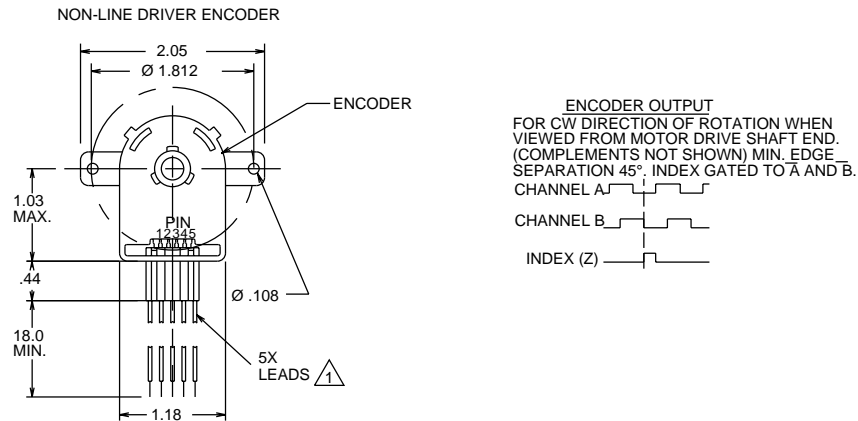 NON-LINE DRIVER ENCODER
2.05
Ø 1.812
ENCODER
1.03
MAX.
PIN
12345
.44
Ø .108
18.0
MIN.
5X
LEADS 1
1.18
ENCODER OUTPUT
FOR CW DIRECTION OF ROTATION WHEN
VIEWED FROM MOTOR DRIVE SHAFT END.
(COMPLEMENTS NOT SHOWN) MIN. EDGE
SEPARATION 45°. INDEX GATED TO A̅ AND B̅.
CHANNEL A
CHANNEL B
INDEX (Z)